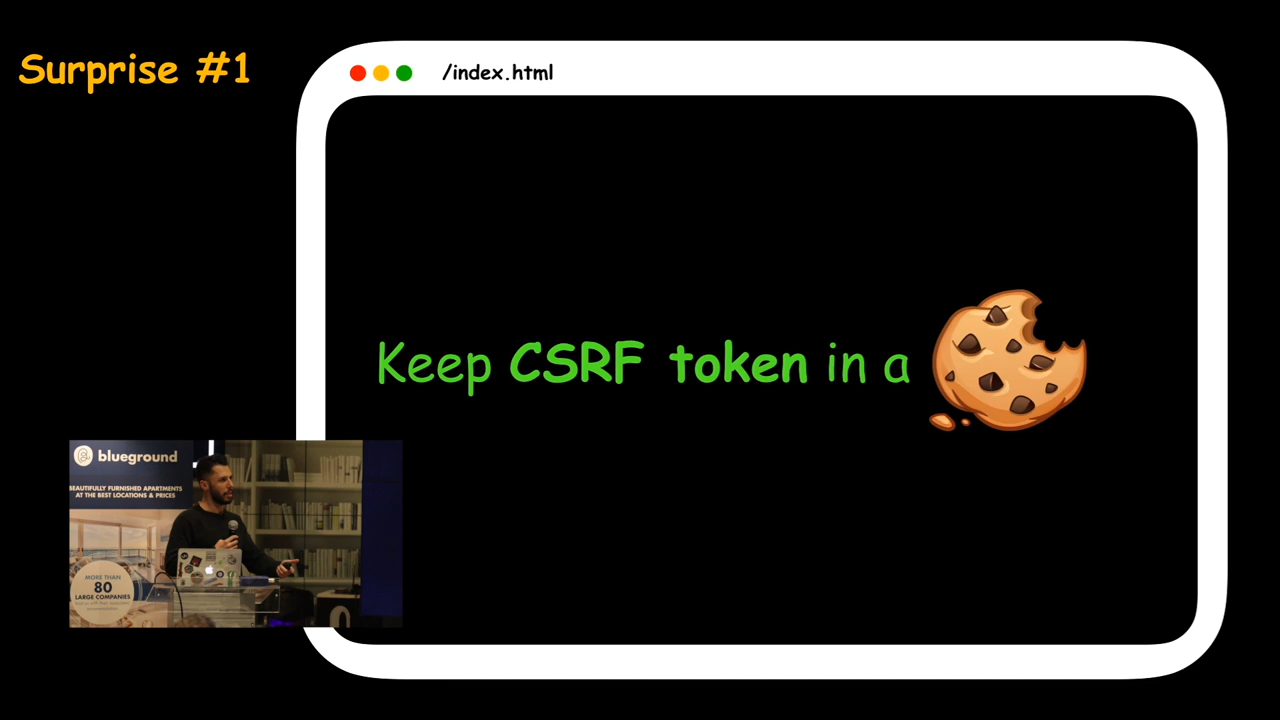 Surprise #1
/index.html
Keep CSRF token in a
blueground
BEAUTIFULLY FURNISHED APARTMENTS
AT THE BEST LOCATIONS & PRICES
MORE THAN
80
LARGE COMPANIES